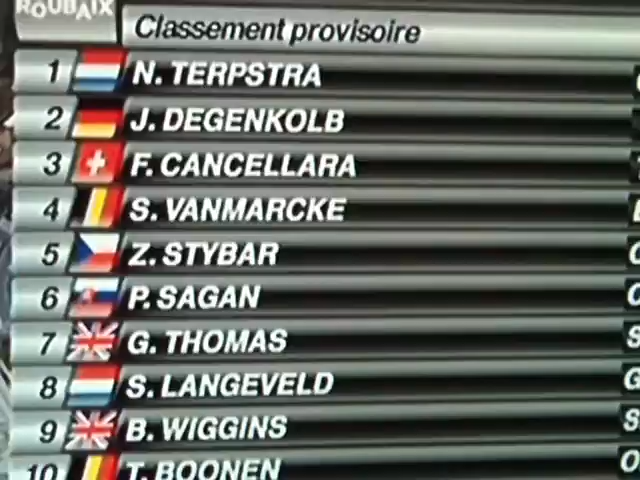 ROUBAIX
Classement provisoire
1 N. TERPSTRA
2 J. DEGENKOLB
3 F. CANCELLARA
4 S. VANMARCKE
5 Z. STYBAR
6 P. SAGAN
7 G. THOMAS
8 S. LANGEVELD
9 B. WIGGINS
10 T. BOONEN